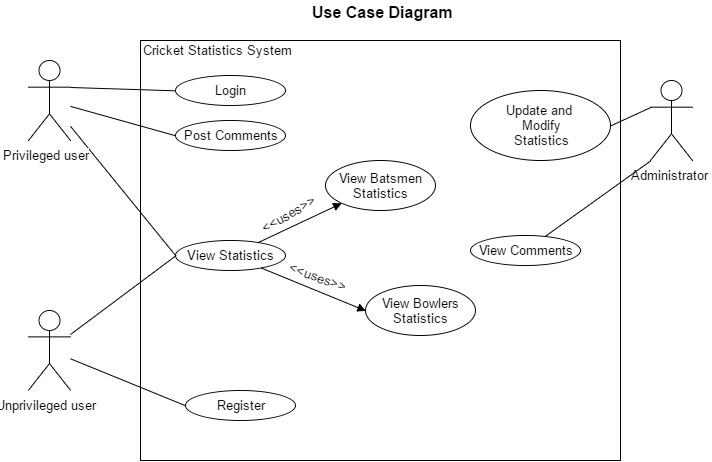 Use Case Diagram
Cricket Statistics System
Login
Post Comments
Privileged user
Update and
Modify
Statistics
Administrator
View Batsmen
Statistics
<<uses>>
View Statistics
View Comments
<<uses>>
View Bowlers
Statistics
Unprivileged user
Register